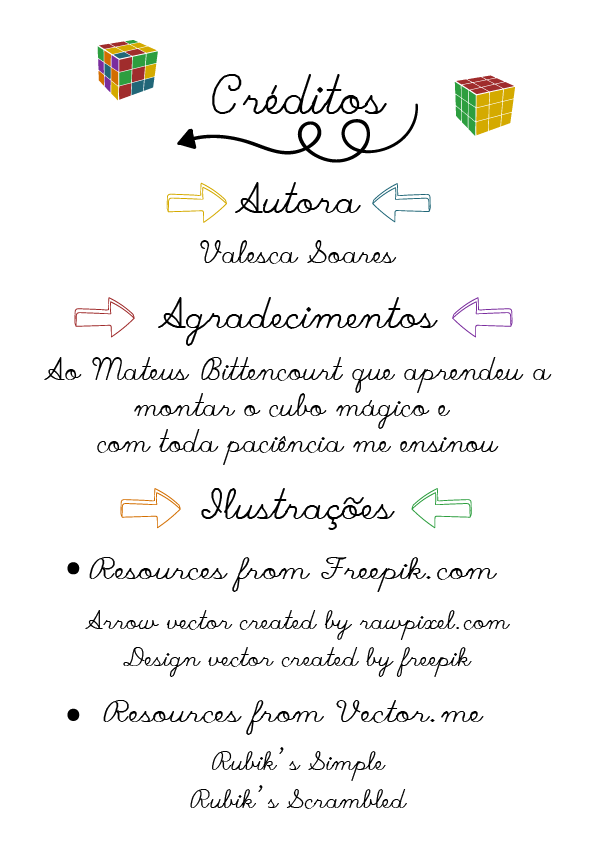 Créditos
Autora
Valesca Soares
Agradecimentos
Ao Mateus Bittencourt que aprendeu a
montar o cubo mágico e
com toda paciência me ensinou
Ilustrações
• Resources from Freepik.com
Arrow vector created by rawpixel.com
Design vector created by freepik
• Resources from Vector.me
Rubik's Simple
Rubik's Scrambled